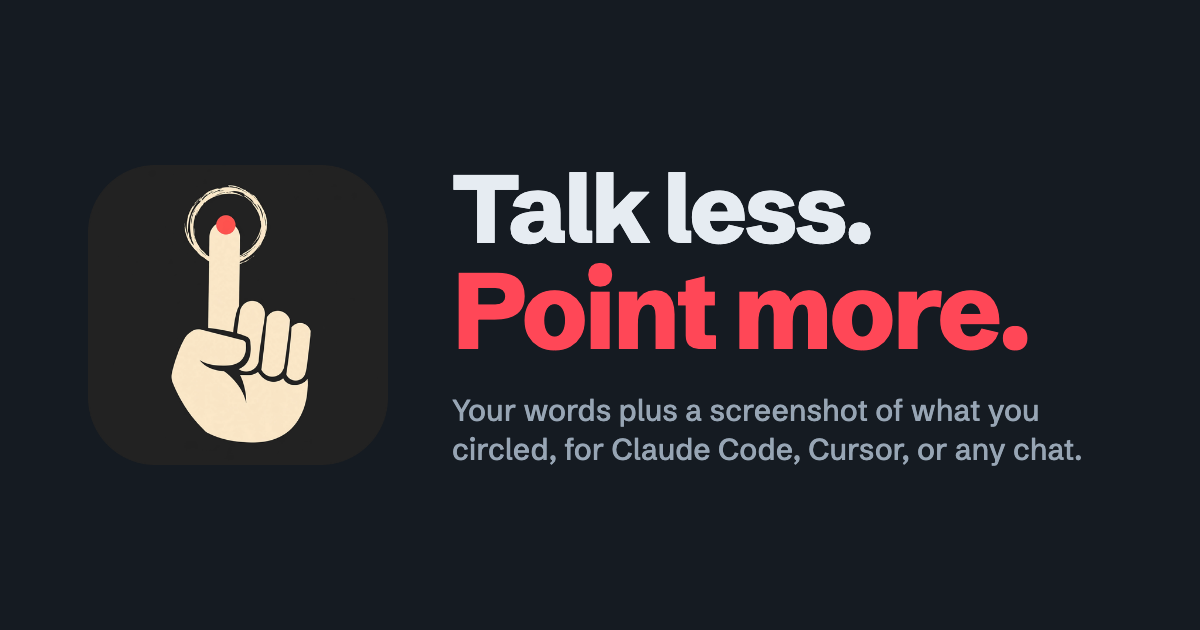 Talk less.
Point more.
Your words plus a screenshot of what you
circled, for Claude Code, Cursor, or any chat.